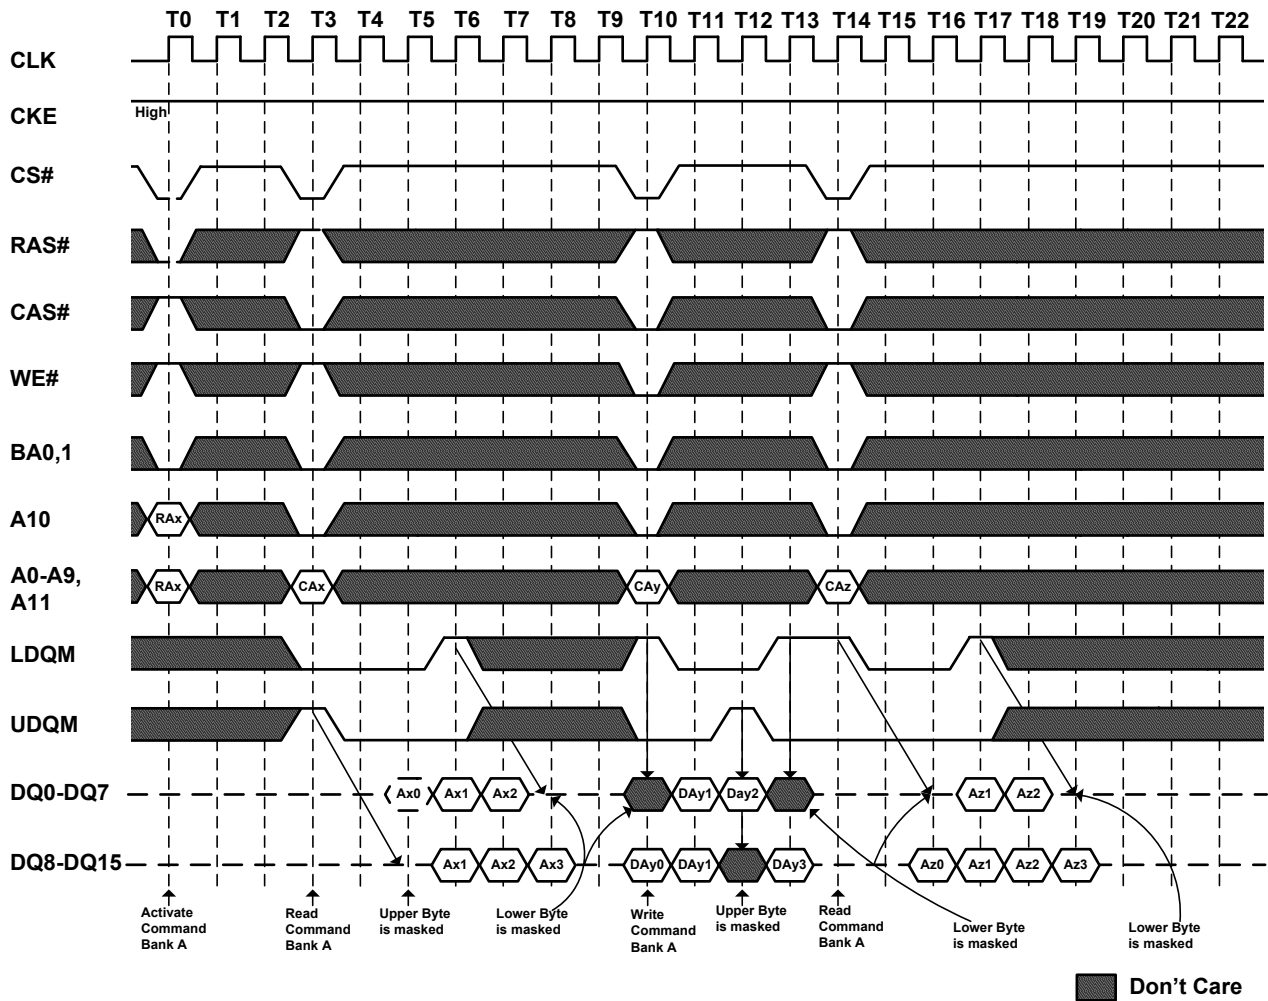 T0 T1 T2 T3 T4 T5 T6 T7 T8 T9 T10 T11 T12 T13 T14 T15 T16 T17 T18 T19 T20 T21 T22
CLK
CKE
High
CS#
RAS#
CAS#
WE#
BA0,1
A10
RAx
A0-A9,
A11
RAx CAx CAy CAz
LDQM
UDQM
DQ0-DQ7
Ax0 Ax1 Ax2 DAy1 Day2 Az1 Az2
DQ8-DQ15
Ax1 Ax2 Ax3 DAy0 DAy1 DAy3 Az0 Az1 Az2 Az3
Activate
Command
Bank A
Read
Command
Bank A
Upper Byte
is masked
Lower Byte
is masked
Write
Command
Bank A
Upper Byte
is masked
Read
Command
Bank A
Lower Byte
is masked
Lower Byte
is masked
Don't Care